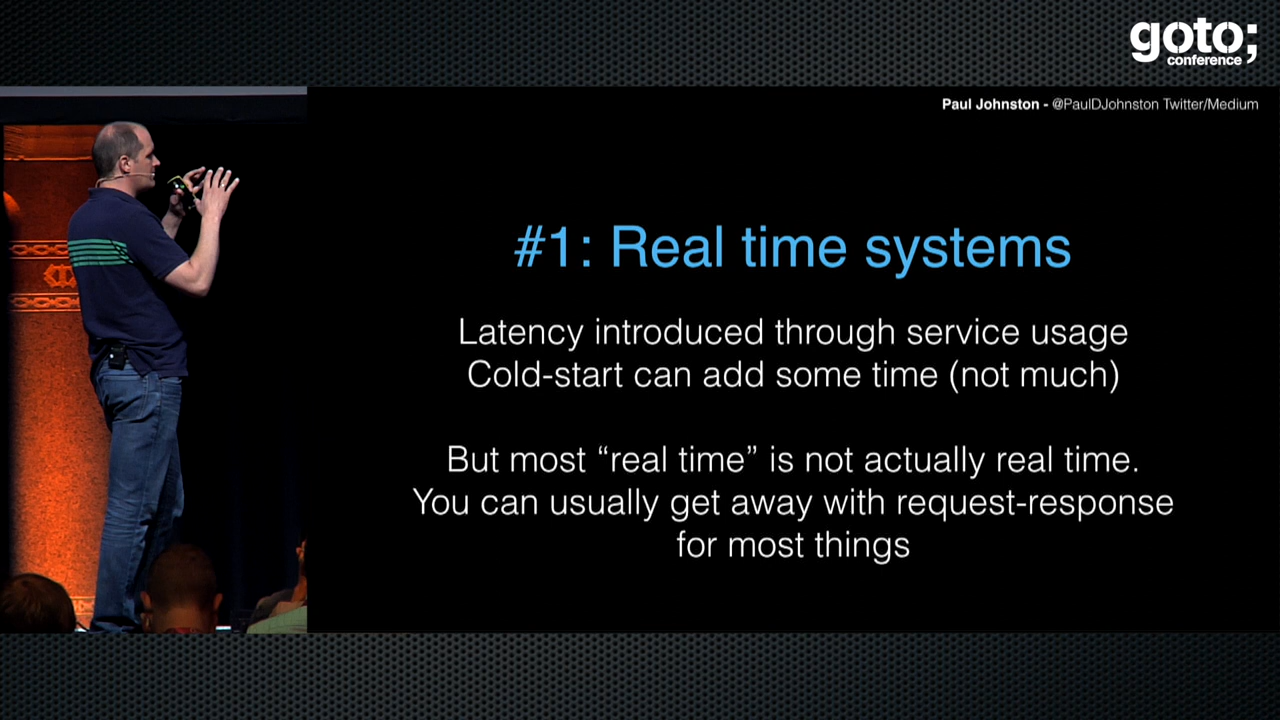 goto;
conference
Paul Johnston - @PaulDJohnston Twitter/Medium
#1: Real time systems
Latency introduced through service usage
Cold-start can add some time (not much)
But most “real time” is not actually real time.
You can usually get away with request-response
for most things